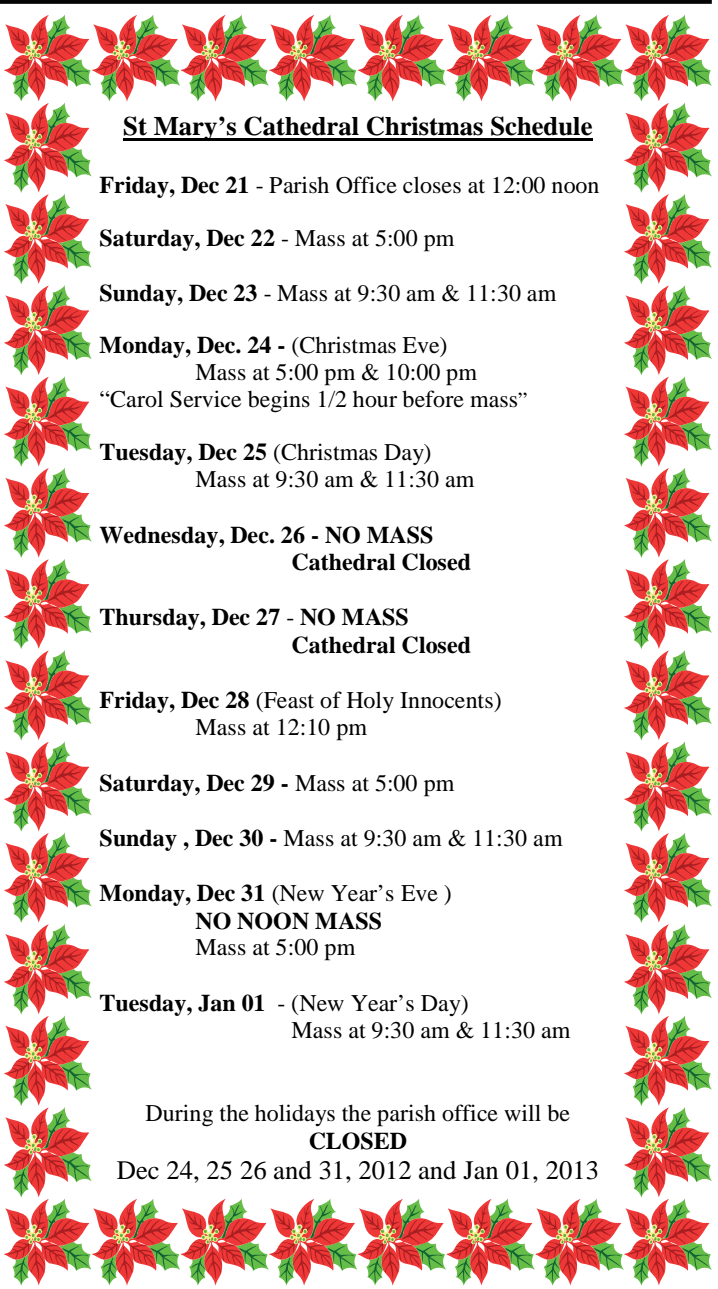 St Mary’s Cathedral Christmas Schedule
Friday, Dec 21 - Parish Office closes at 12:00 noon
Saturday, Dec 22 - Mass at 5:00 pm
Sunday, Dec 23 - Mass at 9:30 am & 11:30 am
Monday, Dec. 24 - (Christmas Eve)
Mass at 5:00 pm & 10:00 pm
“Carol Service begins 1/2 hour before mass”
Tuesday, Dec 25 (Christmas Day)
Mass at 9:30 am & 11:30 am
Wednesday, Dec. 26 - NO MASS
Cathedral Closed
Thursday, Dec 27 - NO MASS
Cathedral Closed
Friday, Dec 28 (Feast of Holy Innocents)
Mass at 12:10 pm
Saturday, Dec 29 - Mass at 5:00 pm
Sunday , Dec 30 - Mass at 9:30 am & 11:30 am
Monday, Dec 31 (New Year’s Eve )
NO NOON MASS
Mass at 5:00 pm
Tuesday, Jan 01 - (New Year’s Day)
Mass at 9:30 am & 11:30 am
During the holidays the parish office will be
CLOSED
Dec 24, 25 26 and 31, 2012 and Jan 01, 2013